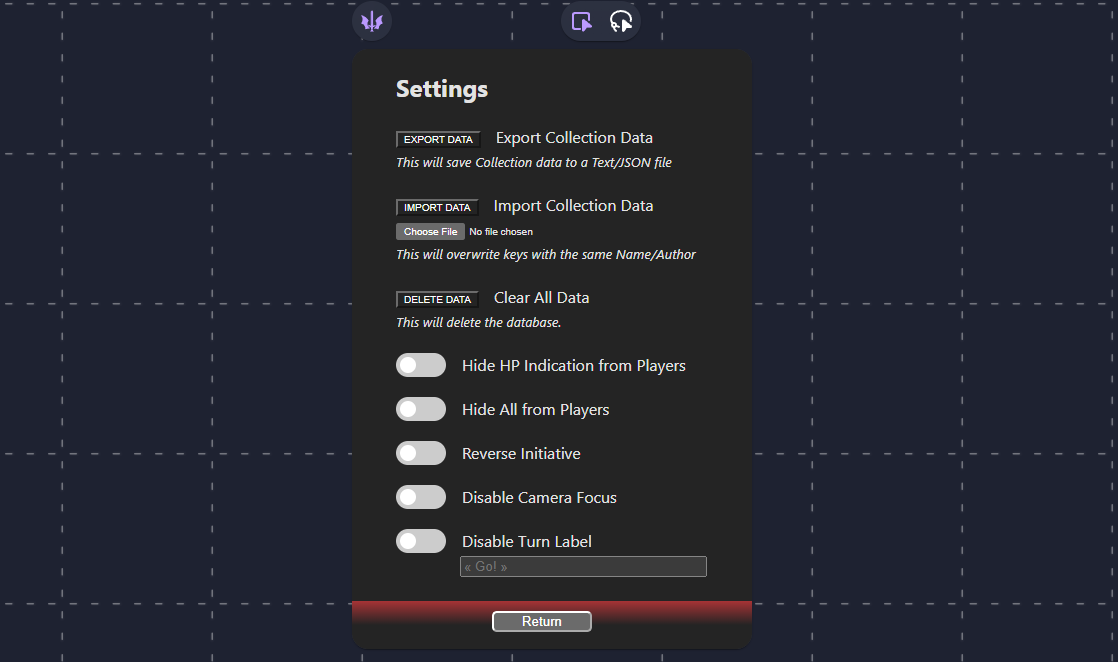 Settings
EXPORT DATA Export Collection Data
This will save Collection data to a Text/JSON file
IMPORT DATA Import Collection Data
Choose File No file chosen
This will overwrite keys with the same Name/Author
DELETE DATA Clear All Data
This will delete the database.
Hide HP Indication from Players
Hide All from Players
Reverse Initiative
Disable Camera Focus
Disable Turn Label
« Go! »
Return